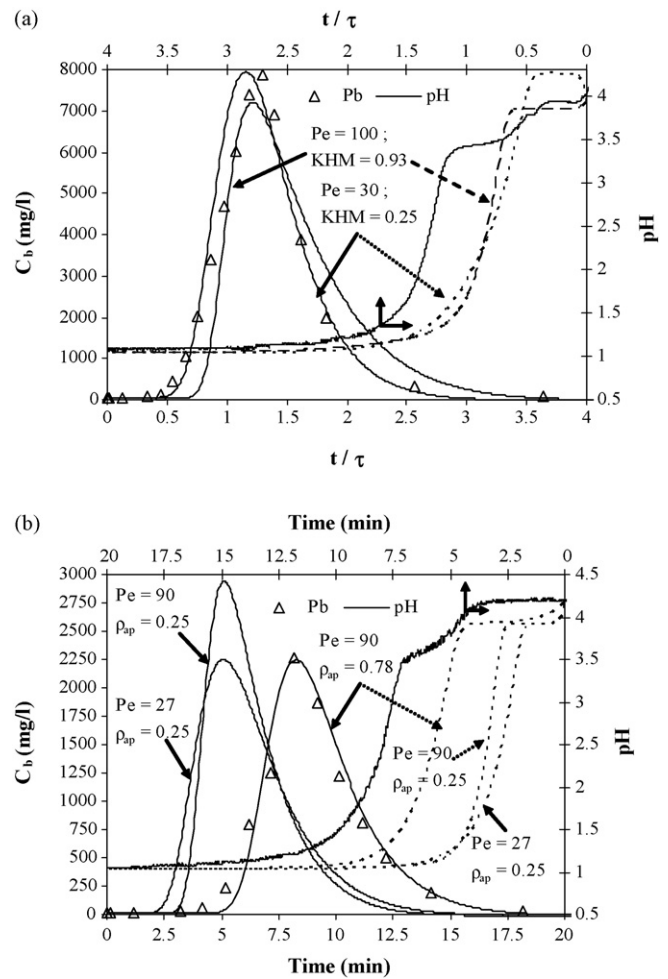 (a)
t / τ
4 3.5 3 2.5 2 1.5 1 0.5 0
8000
7000
6000
5000
4000
3000
2000
1000
0
C_b (mg/l)
Pb pH
Pe = 100 ;
KHM = 0.93
Pe = 30 ;
KHM = 0.25
4
3.5
3
2.5
2
1.5
1
0.5
pH
0 0.5 1 1.5 2 2.5 3 3.5 4
t / τ
(b)
Time (min)
20 17.5 15 12.5 10 7.5 5 2.5 0
3000
2750
2500
2250
2000
1750
1500
1250
1000
750
500
250
0
C_b (mg/l)
Pe = 90
ρ_ap = 0.25
Pb pH
Pe = 90
ρ_ap = 0.78
Pe = 27
ρ_ap = 0.25
Pe = 90
ρ_ap = 0.25
Pe = 27
ρ_ap = 0.25
4.5
4
3.5
3
2.5
2
1.5
1
0.5
pH
0 2.5 5 7.5 10 12.5 15 17.5 20
Time (min)